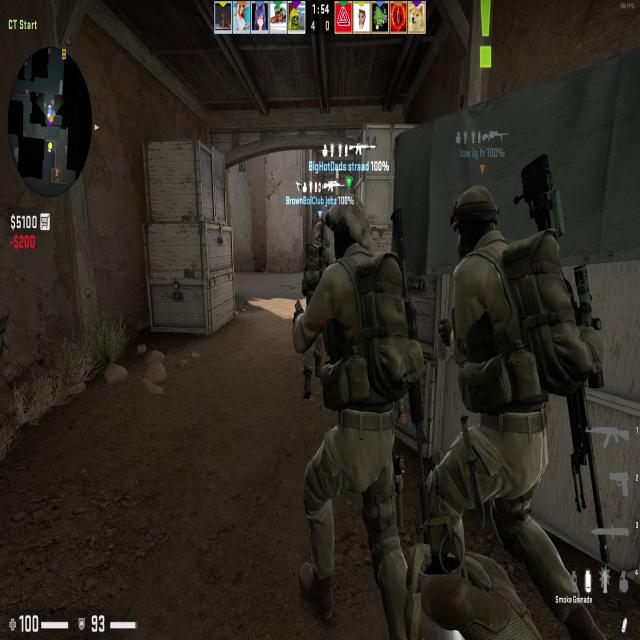 CT Start
1:54
4 0
B
BigHotDads straad 100%
BrownBoiClub jebz 100%
low iq fr 100%
$5100
-$200
1
2
3
4
Smoke Grenade
100
93